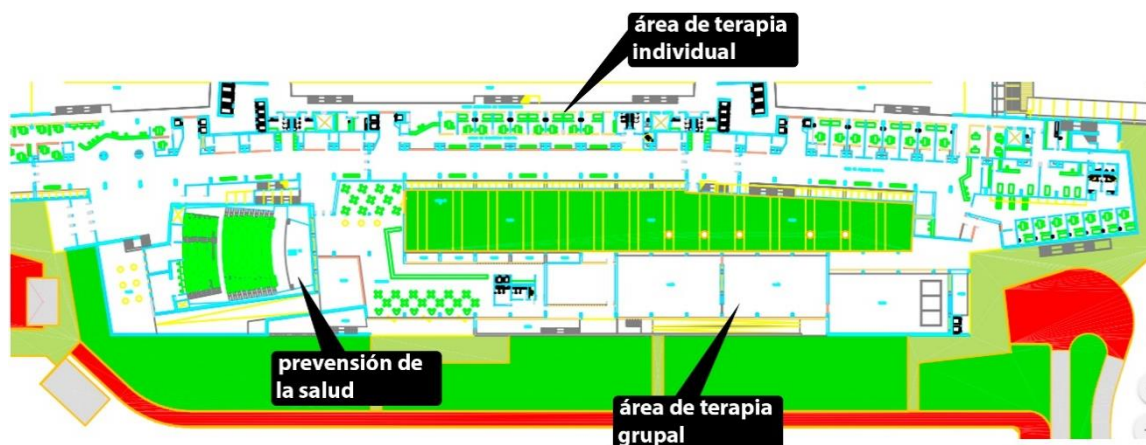 área de terapia
individual
prevensión de
la salud
área de terapia
grupal